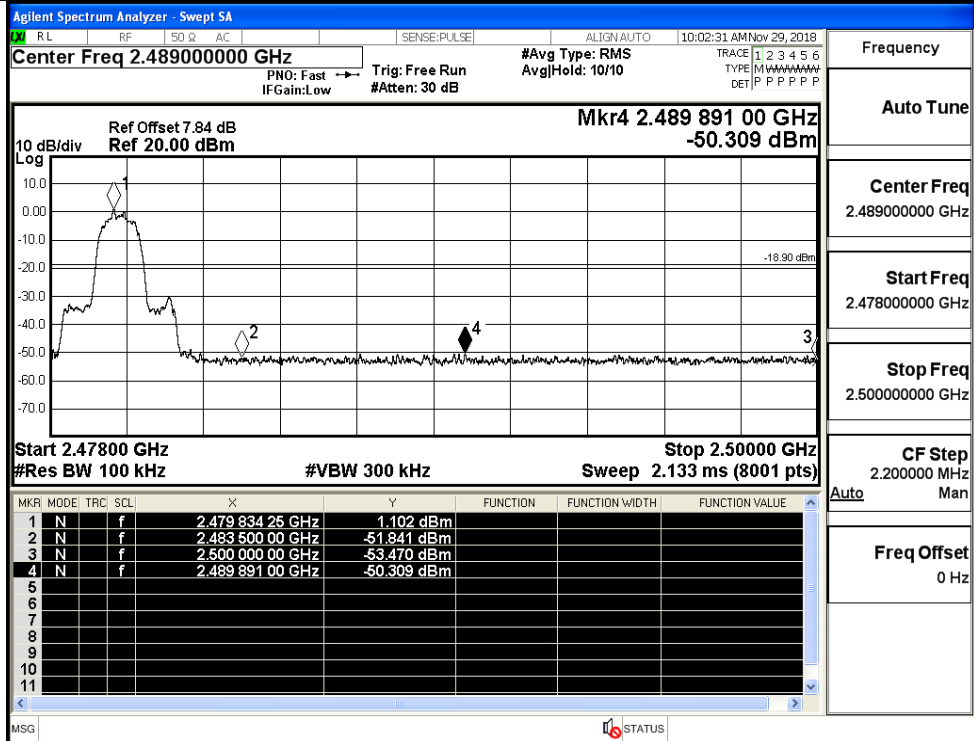 Agilent Spectrum Analyzer - Swept SA
LXI RL RF 50 Ω AC SENSE:PULSE ALIGN AUTO 10:02:31 AM Nov 29, 2018
Center Freq 2.489000000 GHz
PNO: Fast
IFGain:Low
Trig: Free Run
#Atten: 30 dB
#Avg Type: RMS
Avg|Hold: 10/10
TRACE 1 2 3 4 5 6
TYPE M W W W W W
DET P P P P P P
Ref Offset 7.84 dB
10 dB/div Ref 20.00 dBm
Log
Mkr4 2.489 891 00 GHz
-50.309 dBm
10.0
0.00
-10.0
-20.0
-30.0
-40.0
-50.0
-60.0
-70.0
1
2
4
3
-18.90 dBm
Start 2.47800 GHz Stop 2.50000 GHz
#Res BW 100 kHz #VBW 300 kHz Sweep 2.133 ms (8001 pts)
MKR MODE TRC SCL X Y FUNCTION FUNCTION WIDTH FUNCTION VALUE
1 N f 2.479 834 25 GHz 1.102 dBm
2 N f 2.483 500 00 GHz -51.841 dBm
3 N f 2.500 000 00 GHz -53.470 dBm
4 N f 2.489 891 00 GHz -50.309 dBm
5
6
7
8
9
10
11
MSG STATUS
Frequency
Auto Tune
Center Freq
2.489000000 GHz
Start Freq
2.478000000 GHz
Stop Freq
2.500000000 GHz
CF Step
2.200000 MHz
Auto Man
Freq Offset
0 Hz